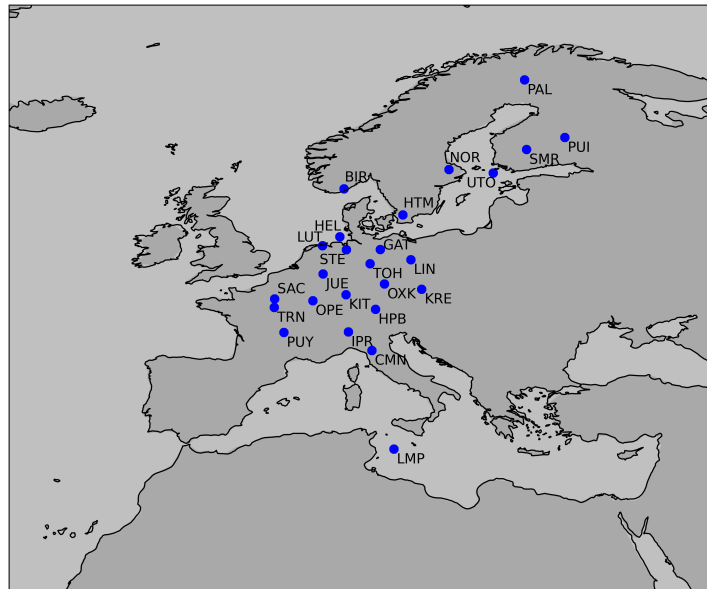 PAL
PUI
SMR
NOR
UTO
BIR
HTM
HEL
LUT
GAT
STE
LIN
TOH
JUE
OXK
SAC
KRE
KIT
OPE
TRN
HPB
PUY
IPR
CMN
LMP